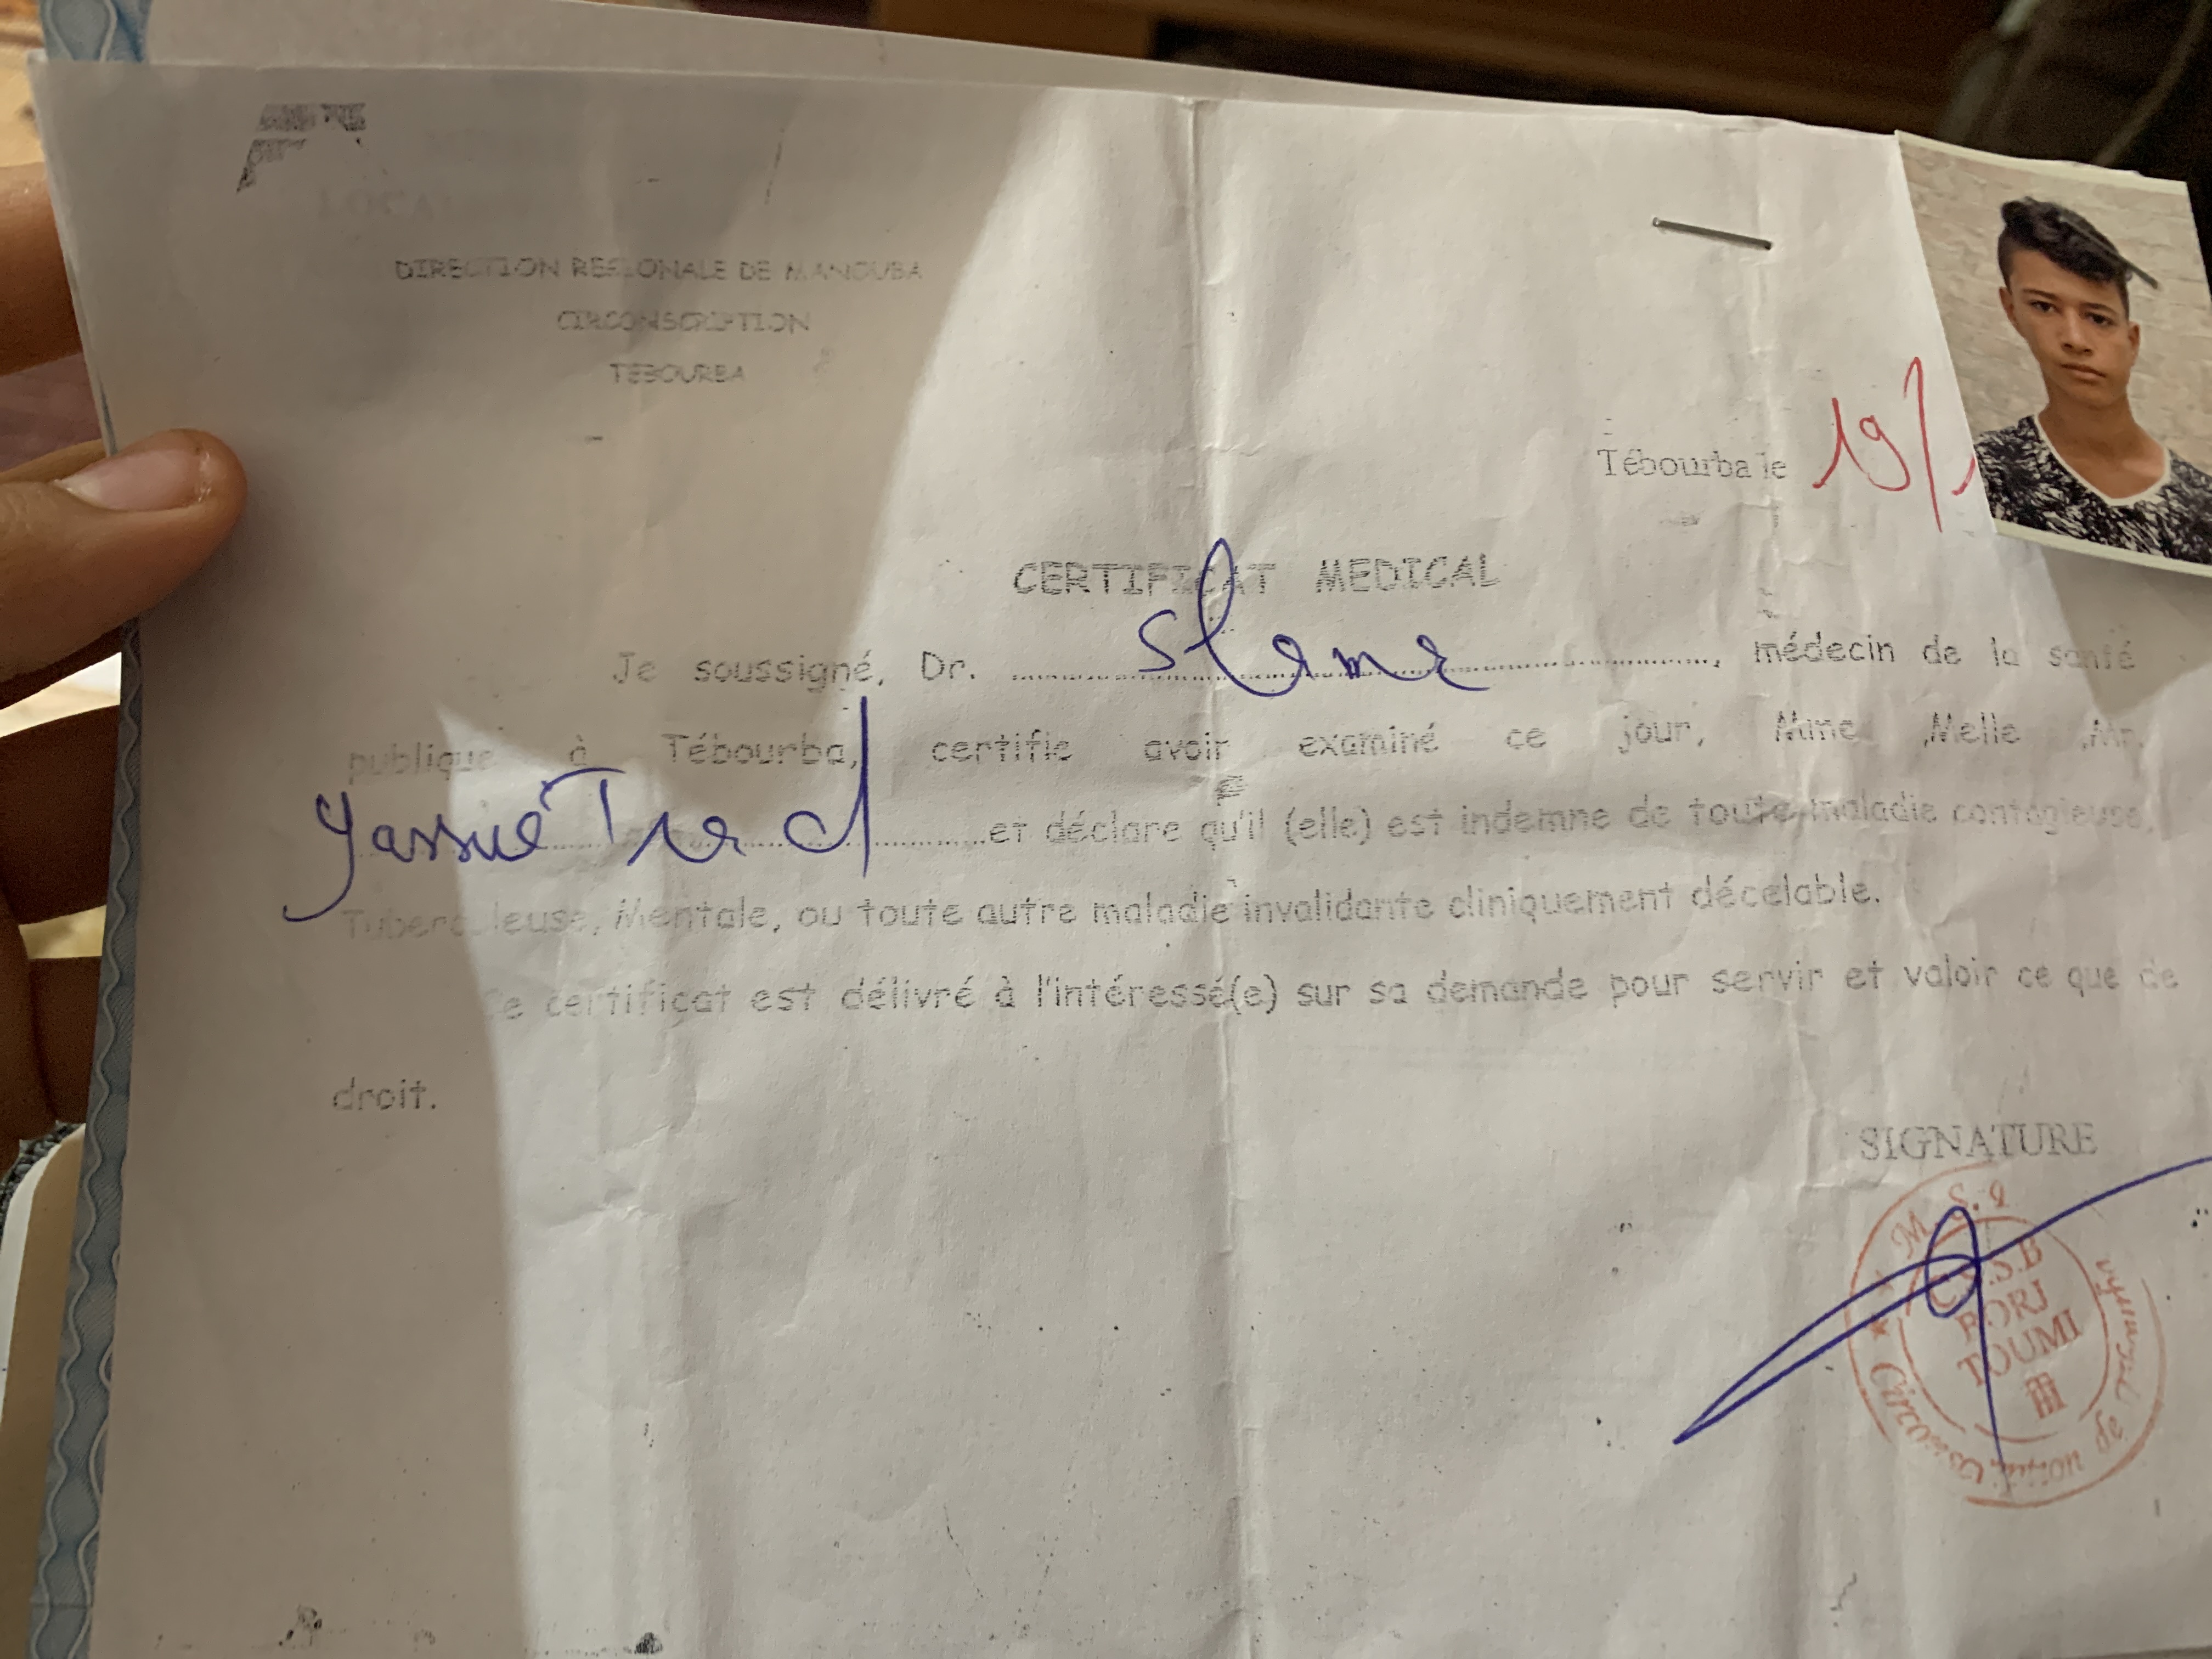 DIRECTION REGIONALE DE MANOUBA
CIRCONSCRIPTION
TEBOURBA
Tébourba le 19/
CERTIFICAT MEDICAL
Je soussigné, Dr. Slama, médecin de la santé
publique à Tébourba, certifie avoir examiné ce jour, Mme ,Melle ,Mr.
et déclare qu'il (elle) est indemne de toute maladie contagieuse,
Tuberculeuse, Mentale, ou toute autre maladie invalidante cliniquement décelable.
Ce certificat est délivré à l'intéressé(e) sur sa demande pour servir et valoir ce que de
droit.
SIGNATURE
M.S.P
C.S.S.B
BORJ
TOUMI
Circonscription de